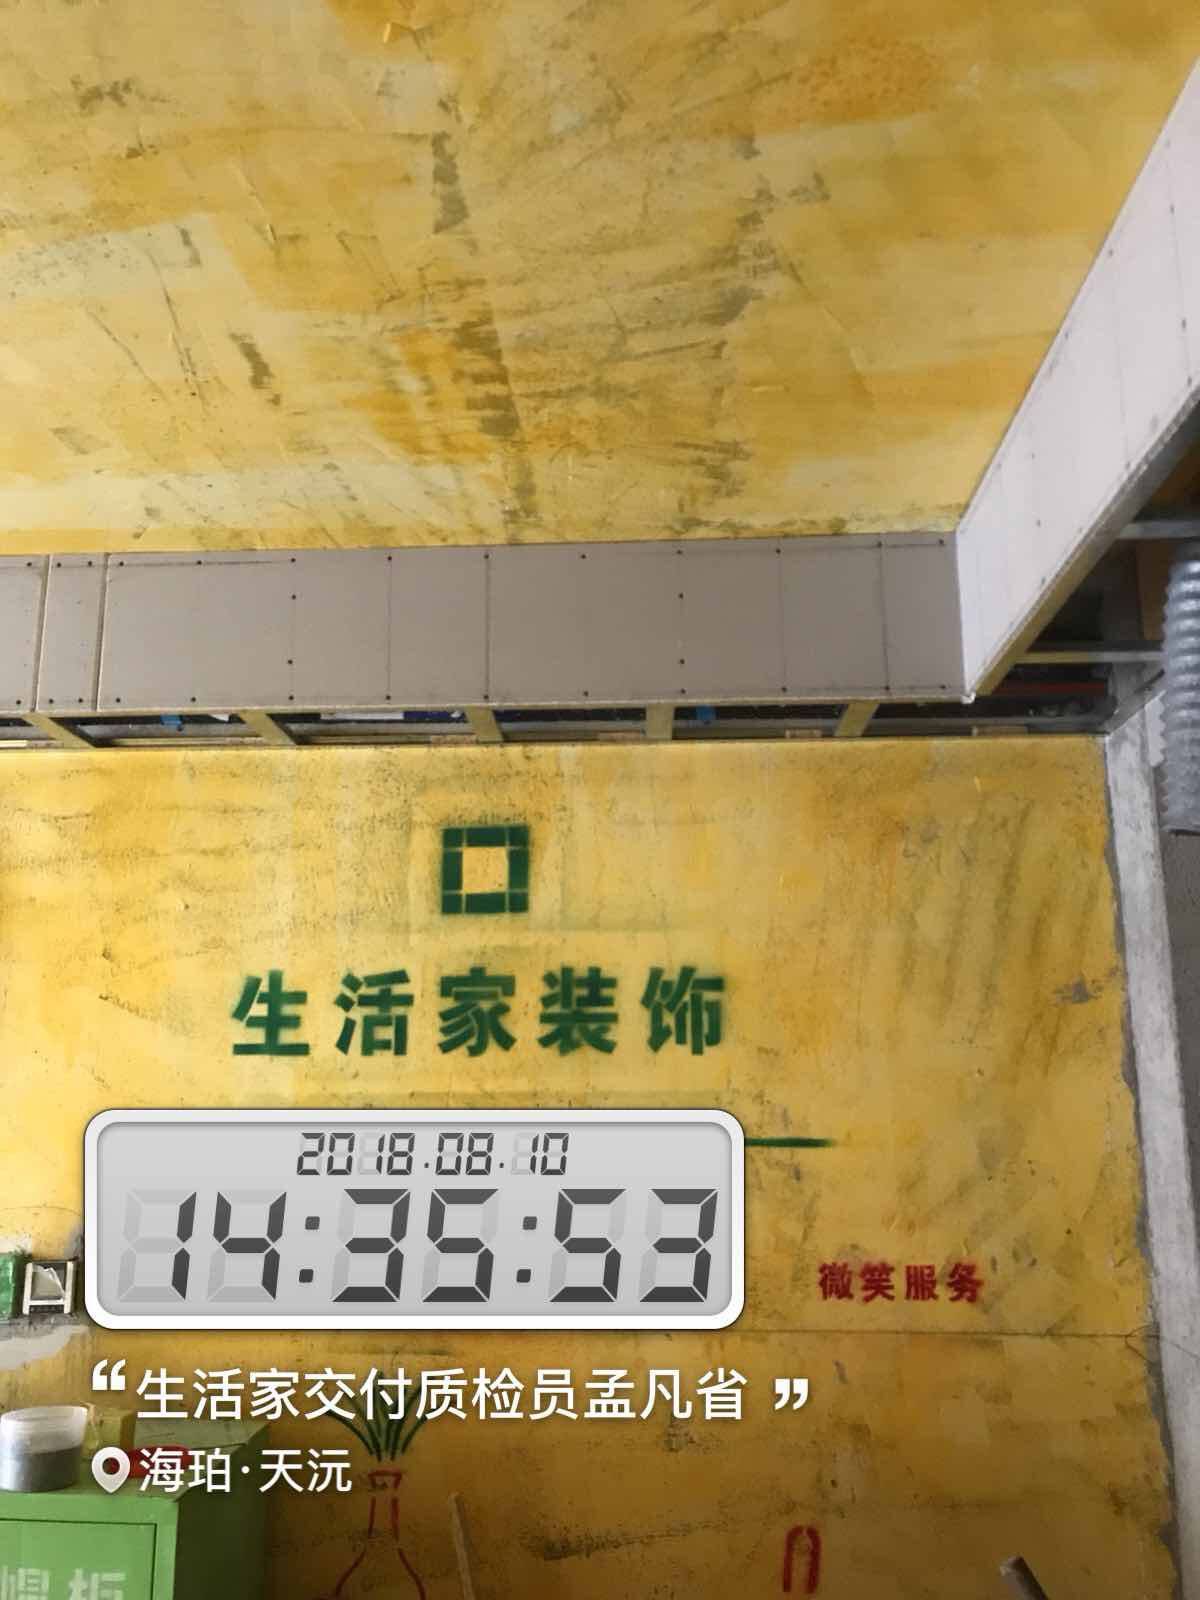 生活家装饰
2018.08.10
14:35:53
微笑服务
“生活家交付质检员孟凡省”
海珀·天沅
柜